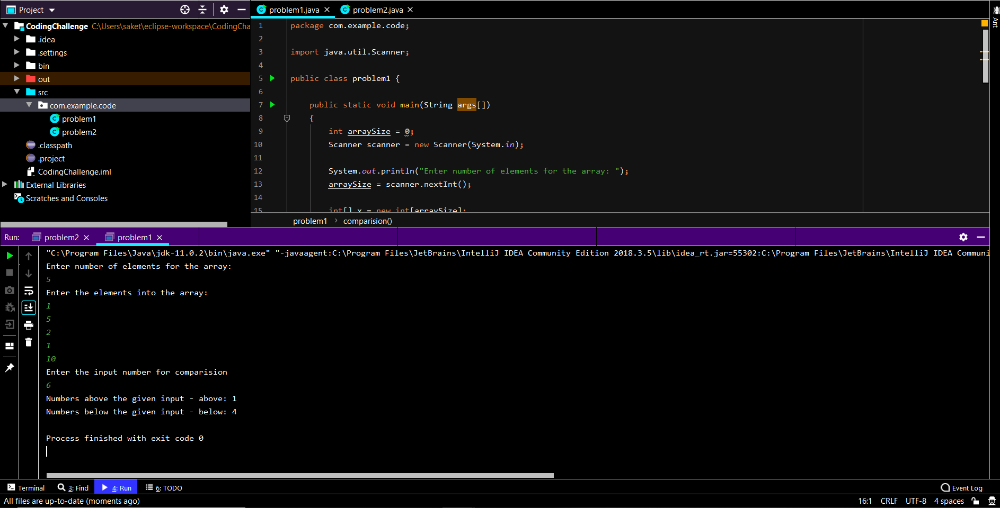 Project
CodingChallenge C:\Users\saket\eclipse-workspace\CodingCha
.idea
.settings
bin
out
src
com.example.code
problem1
problem2
.classpath
.project
CodingChallenge.iml
External Libraries
Scratches and Consoles
problem1.java problem2.java
1 package com.example.code;
2
3 import java.util.Scanner;
4
5 public class problem1 {
6
7 public static void main(String args[])
8 {
9 int arraySize = 0;
10 Scanner scanner = new Scanner(System.in);
11
12 System.out.println("Enter number of elements for the array: ");
13 arraySize = scanner.nextInt();
14
15 int[] x = new int[arraySize];
problem1 › comparision()
Ant
Run: problem2 problem1
"C:\Program Files\Java\jdk-11.0.2\bin\java.exe" "-javaagent:C:\Program Files\JetBrains\IntelliJ IDEA Community Edition 2018.3.5\lib\idea_rt.jar=55302:C:\Program Files\JetBrains\IntelliJ IDEA Communi
Enter number of elements for the array:
5
Enter the elements into the array:
1
5
2
1
10
Enter the input number for comparision
6
Numbers above the given input - above: 1
Numbers below the given input - below: 4
Process finished with exit code 0
Terminal 3: Find 4: Run 6: TODO Event Log
All files are up-to-date (moments ago) 16:1 CRLF UTF-8 4 spaces